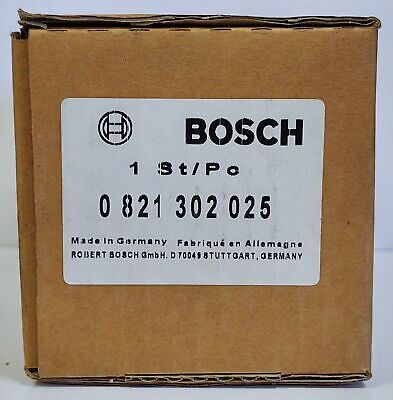 BOSCH
1 St/Pc
0 821 302 025
Made in Germany Fabriqué en Allemagne
ROBERT BOSCH GmbH. D 70049 STUTTGART, GERMANY